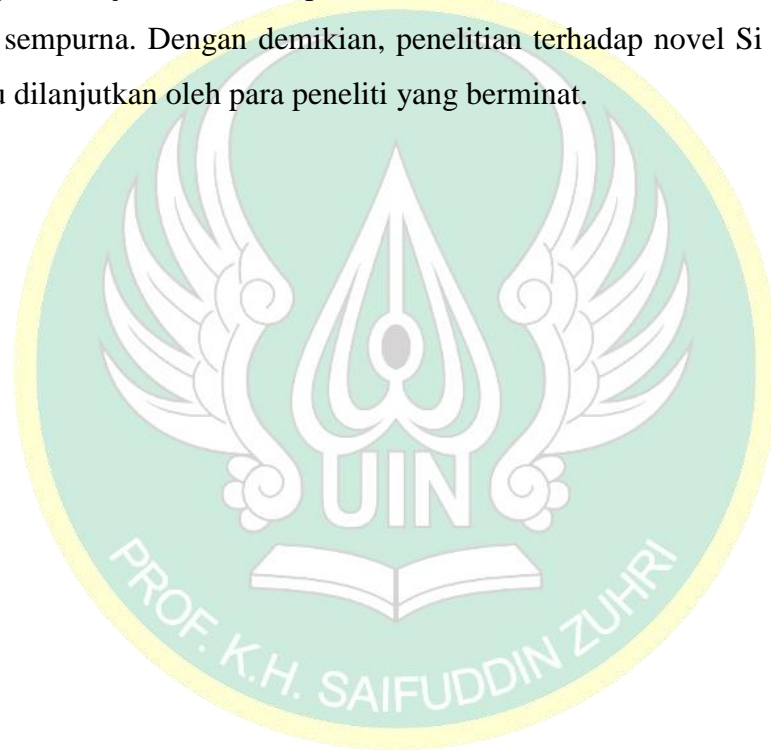 sempurna. Dengan demikian, penelitian terhadap novel Si
dilanjutkan oleh para peneliti yang berminat.
UIN
PROF. K.H. SAIFUDDIN ZUHRI